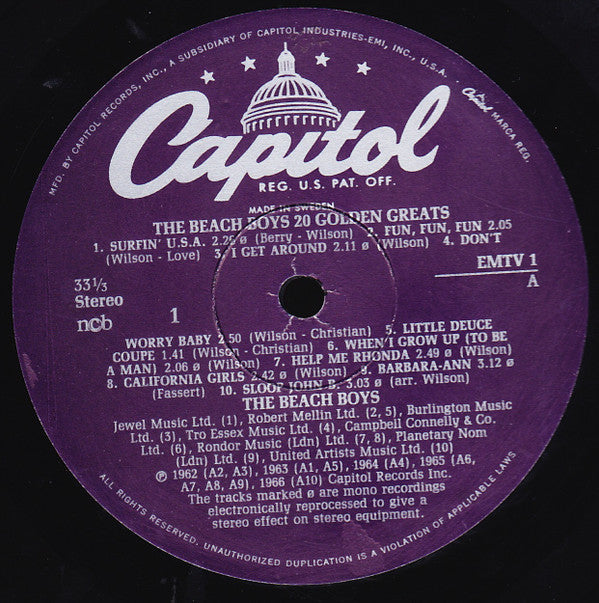 MFD. BY CAPITOL RECORDS, INC., A SUBSIDIARY OF CAPITOL INDUSTRIES-EMI, INC., U.S.A. Capitol MARCA REG.
Capitol
REG. U.S. PAT. OFF.
MADE IN SWEDEN
THE BEACH BOYS 20 GOLDEN GREATS
1. SURFIN' U.S.A. 2.26 ø (Berry - Wilson) 2. FUN, FUN, FUN 2.05
(Wilson - Love) 3. I GET AROUND 2.11 ø (Wilson) 4. DON'T
EMTV 1
A
33⅓
Stereo
ncb
1
WORRY BABY 2.50 (Wilson - Christian) 5. LITTLE DEUCE
COUPE 1.41 (Wilson - Christian) 6. WHEN I GROW UP (TO BE
A MAN) 2.06 ø (Wilson) 7. HELP ME RHONDA 2.49 ø (Wilson)
8. CALIFORNIA GIRLS 2.42 ø (Wilson) 9. BARBARA-ANN 3.12 ø
(Fassert) 10. SLOOP JOHN B. 3.03 ø (arr. Wilson)
THE BEACH BOYS
Jewel Music Ltd. (1), Robert Mellin Ltd. (2, 5), Burlington Music
Ltd. (3), Tro Essex Music Ltd. (4), Campbell Connelly & Co.
Ltd. (6), Rondor Music (Ldn) Ltd. (7, 8), Planetary Nom
(Ldn) Ltd. (9), United Artists Music Ltd. (10)
℗ 1962 (A2, A3), 1963 (A1, A5), 1964 (A4), 1965 (A6,
A7, A8, A9), 1966 (A10) Capitol Records Inc.
The tracks marked ø are mono recordings
electronically reprocessed to give a
stereo effect on stereo equipment.
ALL RIGHTS RESERVED. UNAUTHORIZED DUPLICATION IS A VIOLATION OF APPLICABLE LAWS